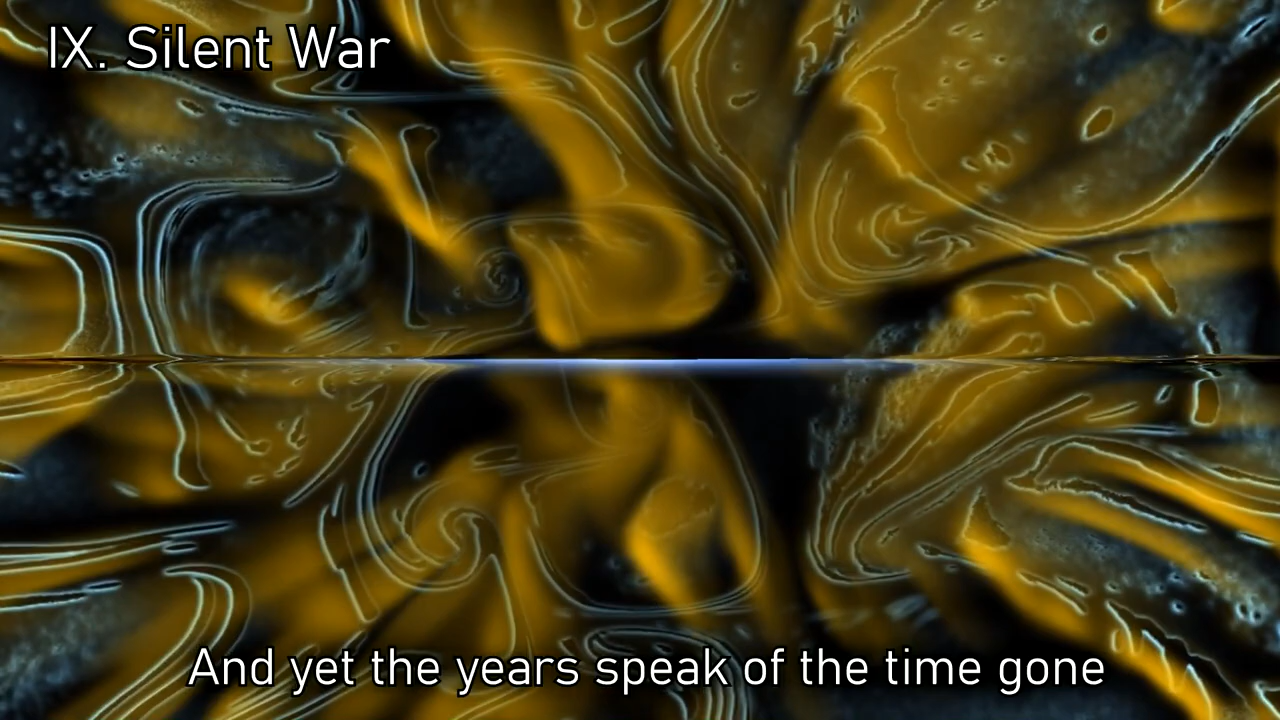 IX. Silent War
And yet the years speak of the time gone